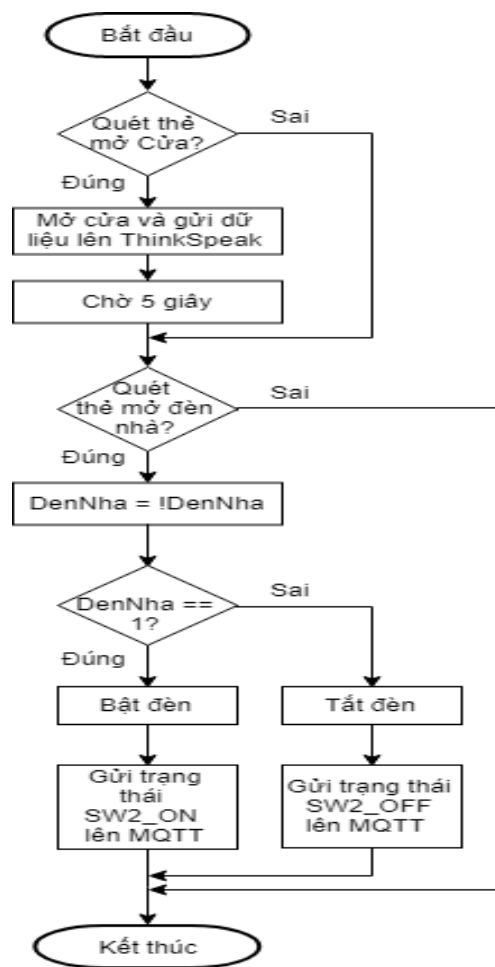 Bắt đầu
Quét thẻ
mở Cửa?
Sai
Đúng
Mở cửa và gửi dữ
liệu lên ThinkSpeak
Chờ 5 giây
Quét
thẻ mở đèn
nhà?
Sai
Đúng
DenNha = !DenNha
DenNha ==
1?
Sai
Đúng
Bật đèn
Tắt đèn
Gửi trạng
thái
SW2_ON
lên MQTT
Gửi trạng thái
SW2_OFF
lên MQTT
Kết thúc